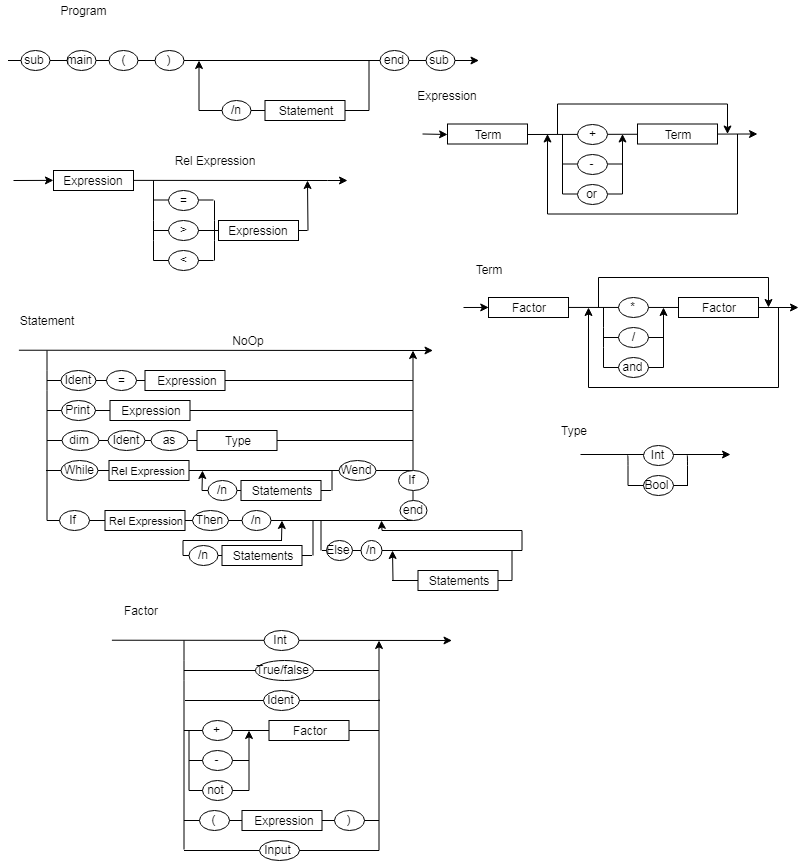 Program
sub main ( ) end sub
/n Statement
Expression
Term + Term
-
or
Rel Expression
Expression
=
> Expression
<
Term
Factor * Factor
/
and
Statement
NoOp
Ident = Expression
Print Expression
dim Ident as Type
While Rel Expression Wend
/n Statements
If
end
If Rel Expression Then /n
/n Statements
Else /n
Statements
Type
Int
Bool
Factor
Int
True/false
Ident
+ Factor
-
not
( Expression )
Input